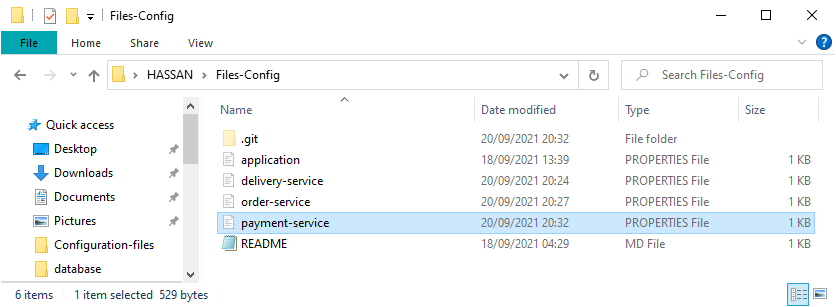 Files-Config
File Home Share View
HASSAN Files-Config Search Files-Config
Name Date modified Type Size
Quick access
Desktop
Downloads
Documents
Pictures
Configuration-files
database
.git 20/09/2021 20:32 File folder
application 18/09/2021 13:39 PROPERTIES File 1 KB
delivery-service 20/09/2021 20:24 PROPERTIES File 1 KB
order-service 20/09/2021 20:27 PROPERTIES File 1 KB
payment-service 20/09/2021 20:32 PROPERTIES File 1 KB
README 18/09/2021 04:29 MD File 1 KB
6 items 1 item selected 529 bytes